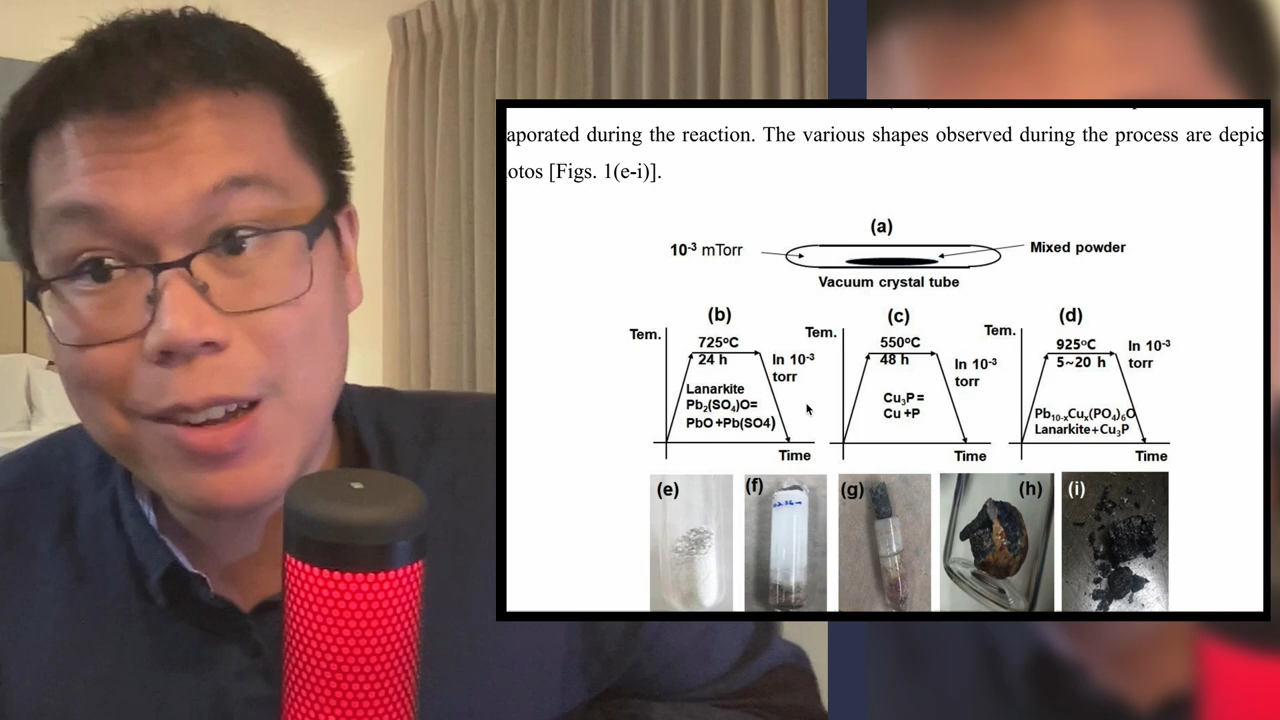 aporated during the reaction. The various shapes observed during the process are depic
otos [Figs. 1(e-i)].
(a)
10-3 mTorr
Mixed powder
Vacuum crystal tube
(b)
(c)
(d)
Tem.
725oC
24 h
In 10-3
torr
Lanarkite
Pb2(SO4)O=
PbO +Pb(SO4)
Time
Tem.
550oC
48 h
In 10-3
torr
Cu3P=
Cu +P
Time
Tem.
925oC
5~20 h
In 10-3
torr
Pb10-xCux(PO4)6O
Lanarkite+Cu3P
Time
(e)
(f)
(g)
(h)
(i)